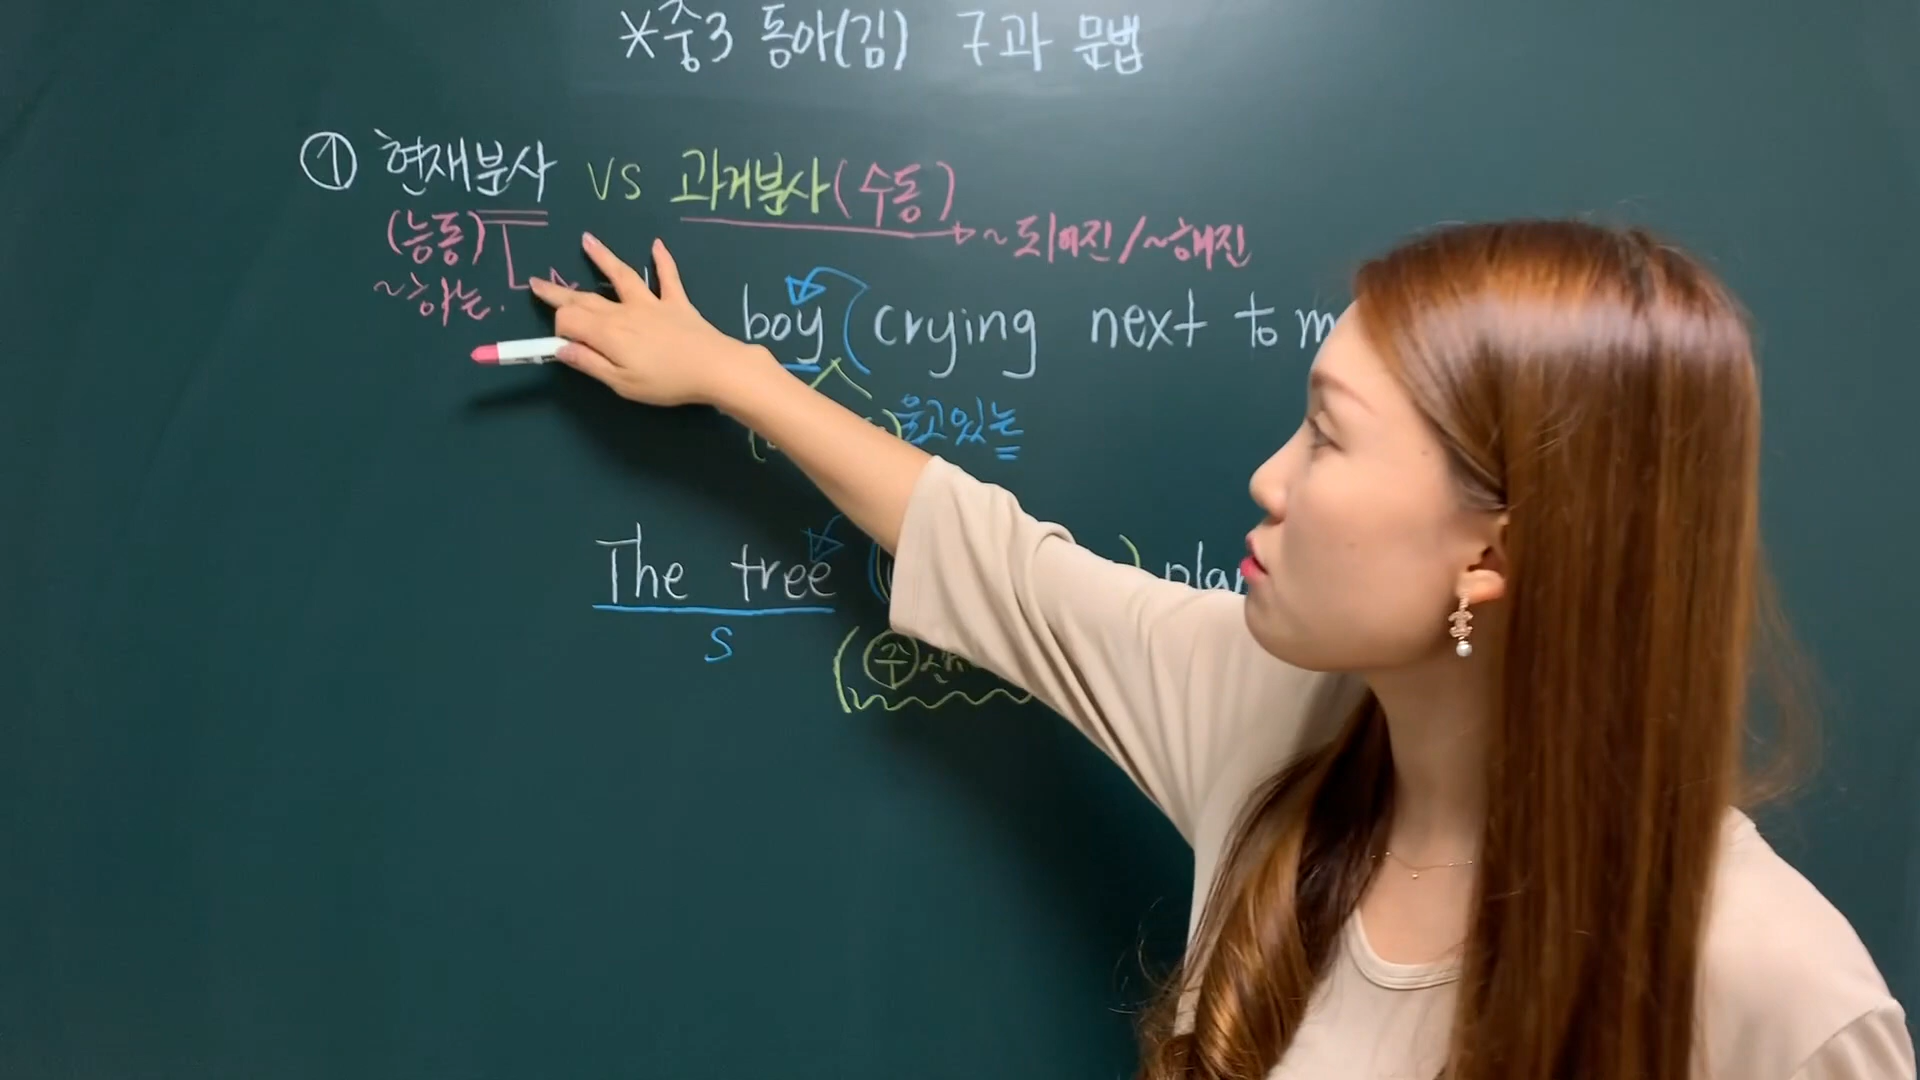 *중3 동아(김) 7과 문법
① 현재분사 vs 과거분사(수동)
(능동) ~되어진/~해진
~하는.
boy (crying next to m
울고있는
The tree ( ) plan
S
(주